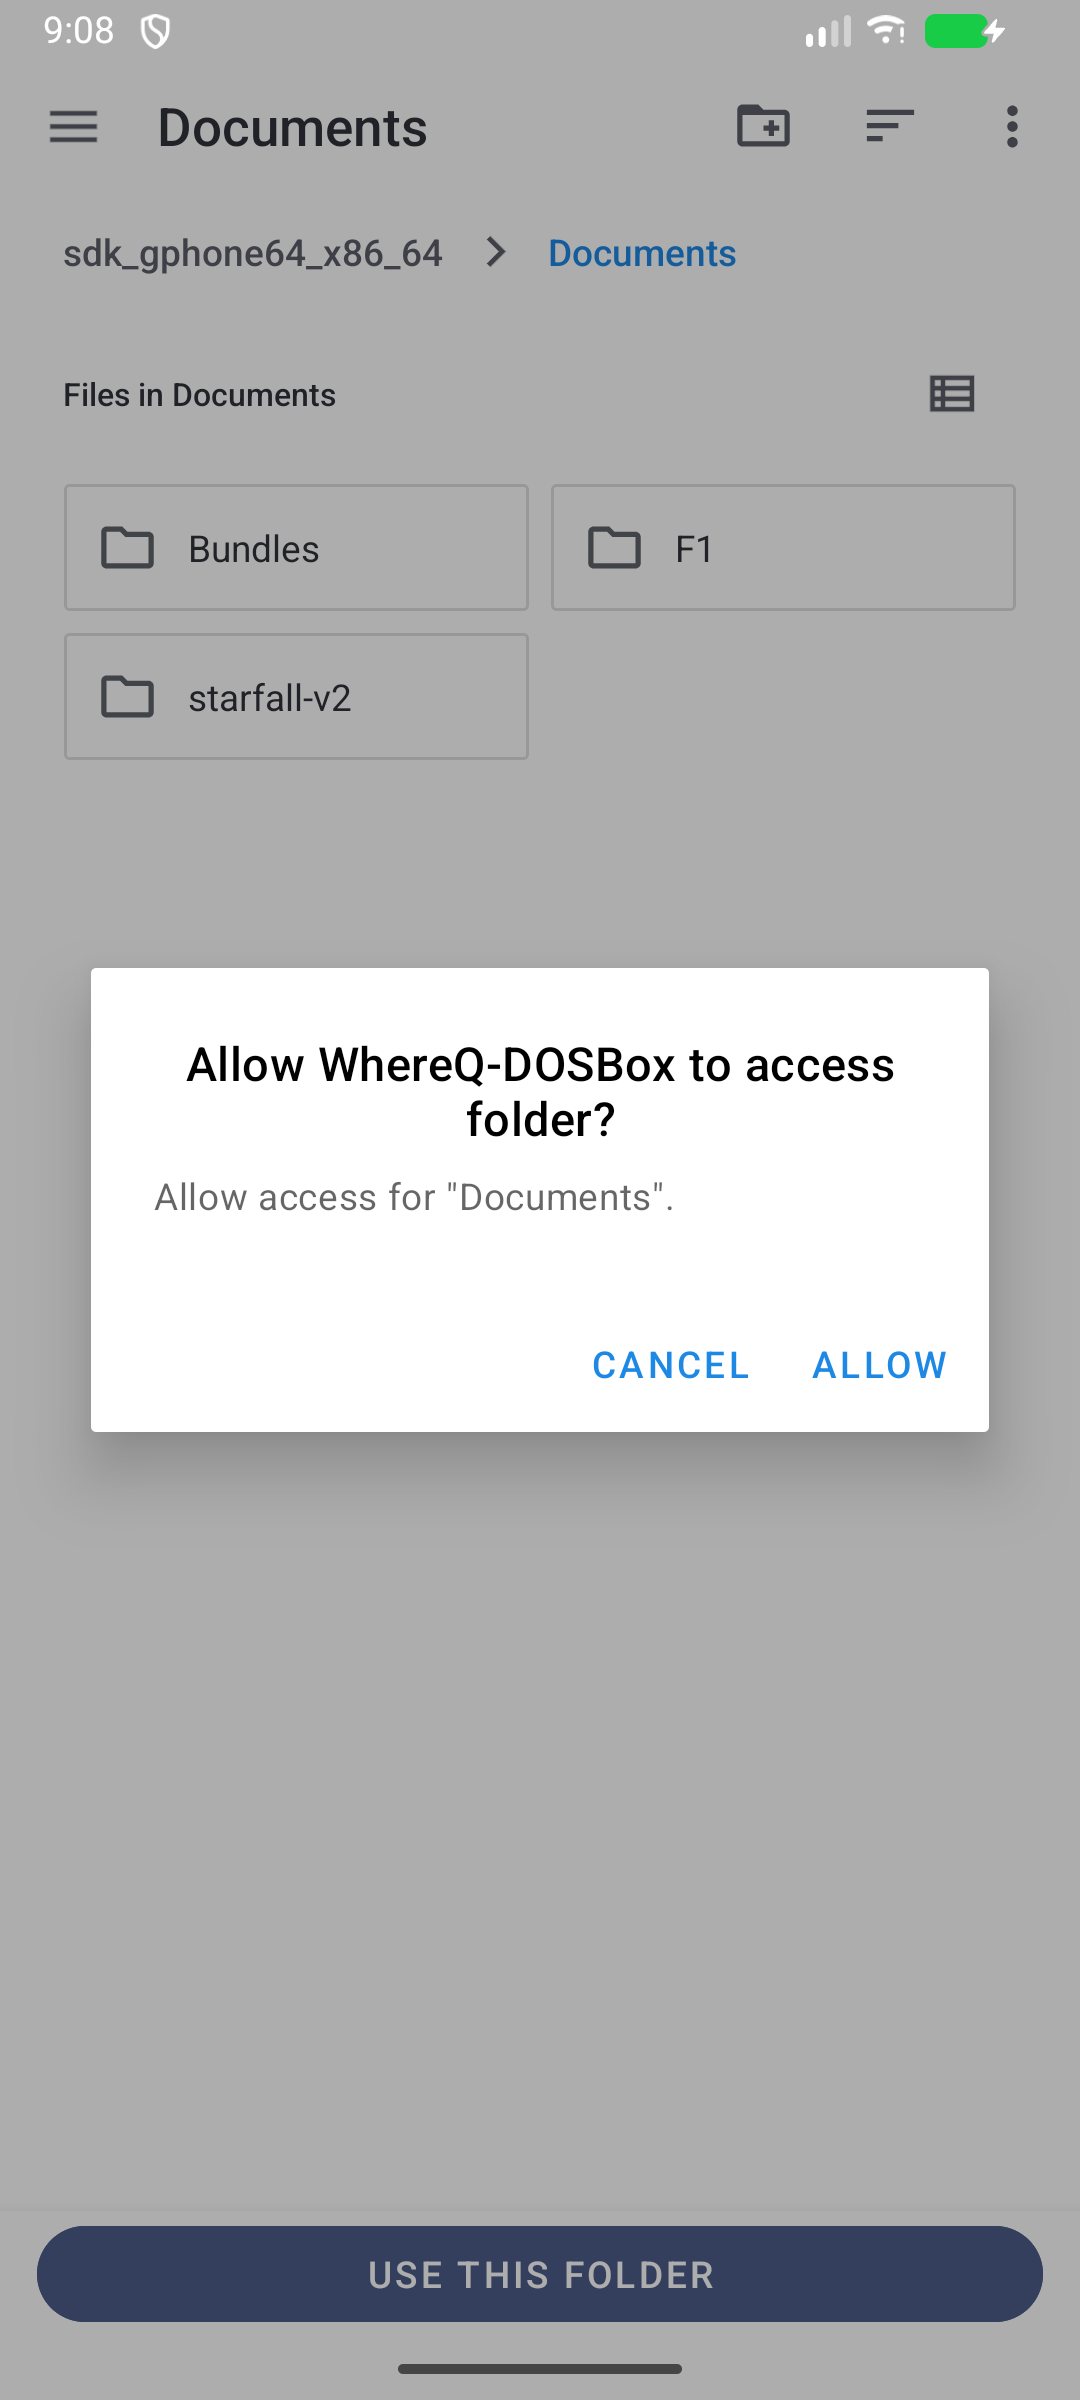 9:08
Documents
sdk_gphone64_x86_64 Documents
Files in Documents
Bundles F1
starfall-v2
Allow WhereQ-DOSBox to access
folder?
Allow access for "Documents".
CANCEL ALLOW
USE THIS FOLDER